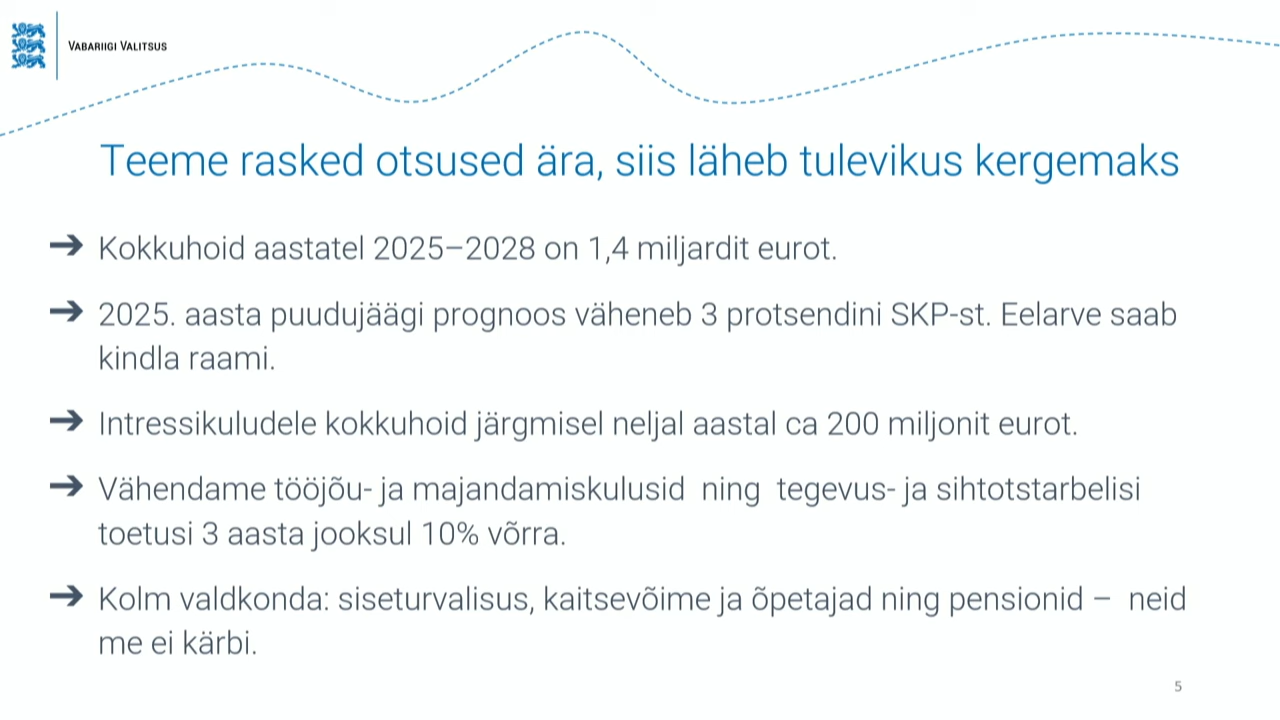 VABARIIGI VALITSUS
Teeme rasked otsused ära, siis läheb tulevikus kergemaks
➔ Kokkuhoid aastatel 2025–2028 on 1,4 miljardit eurot.
➔ 2025. aasta puudujäägi prognoos väheneb 3 protsendini SKP-st. Eelarve saab
kindla raami.
➔ Intressikuludele kokkuhoid järgmisel neljal aastal ca 200 miljonit eurot.
➔ Vähendame tööjõu- ja majandamiskulusid  ning  tegevus- ja sihtotstarbelisi
toetusi 3 aasta jooksul 10% võrra.
➔ Kolm valdkonda: siseturvalisus, kaitsevõime ja õpetajad ning pensionid –  neid
me ei kärbi.
5